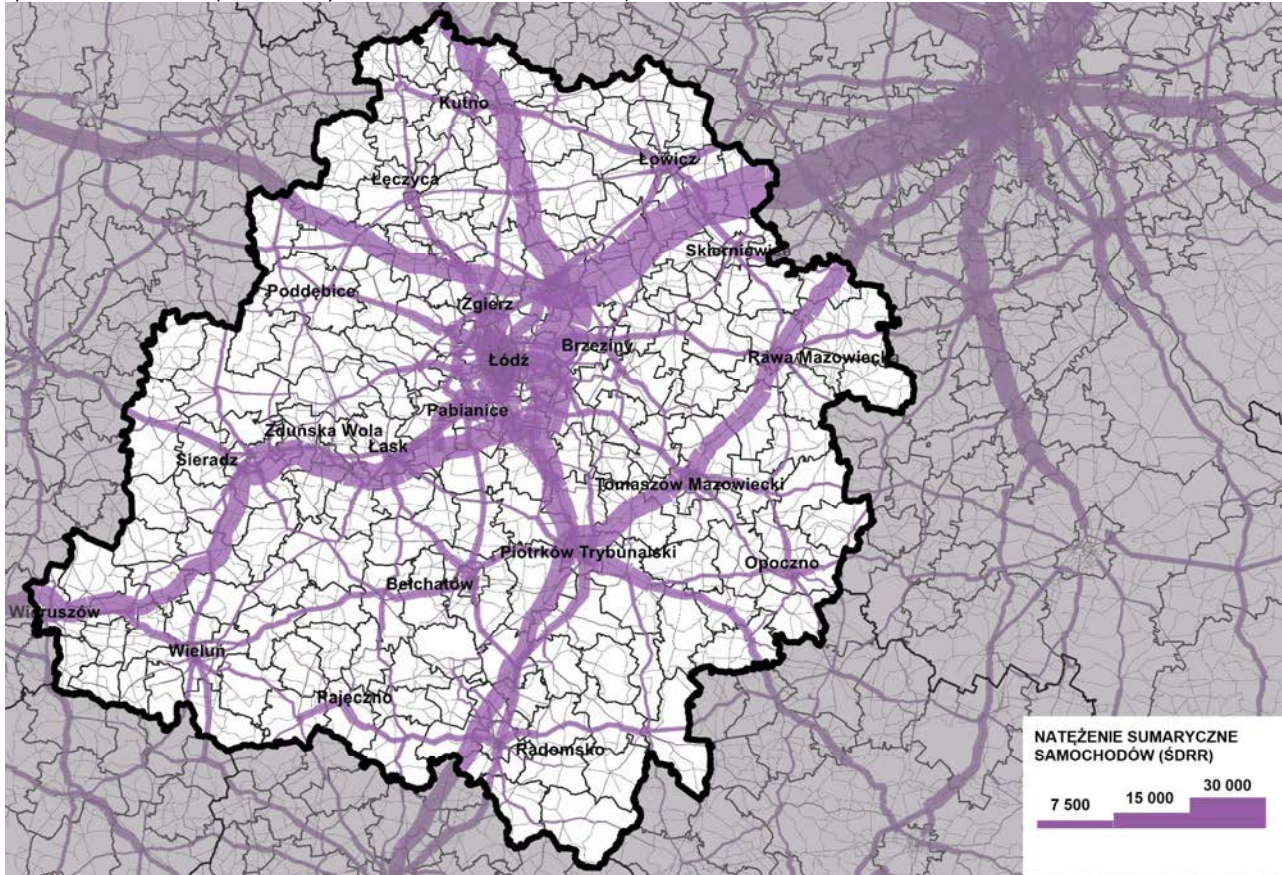 Kutno
Łowicz
Łęczyca
Skierniewice
Poddębice
Zgierz
Brzeziny
Łódź
Rawa Mazowiecka
Pabianice
Zduńska Wola
Łask
Sieradz
Tomaszów Mazowiecki
Piotrków Trybunalski
Opoczno
Bełchatów
Wieruszów
Wieluń
Pajęczno
Radomsko
NATĘŻENIE SUMARYCZNE
SAMOCHODÓW (ŚDRR)
7 500 15 000 30 000